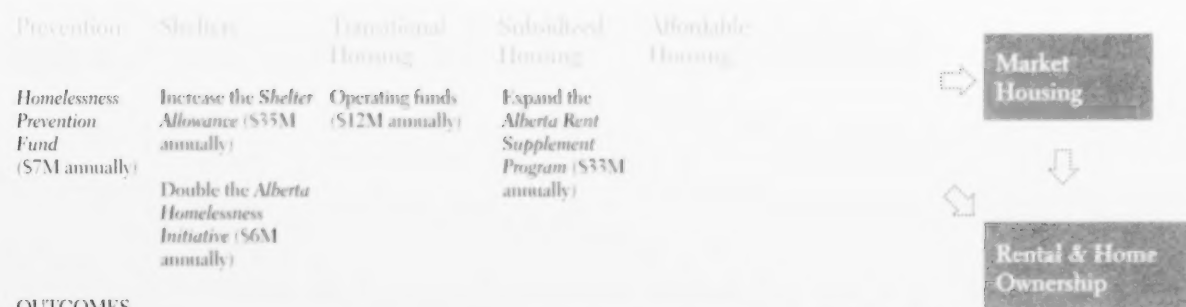 Prevention
Shelters
Transitional
Housing
Subsidized
Housing
Affordable
Housing
Homelessness
Prevention
Fund
($7M annually)
Increase the Shelter
Allowance ($35M
annually)
Double the Alberta
Homelessness
Initiative ($6M
annually)
Operating funds
($12M annually)
Expand the
Alberta Rent
Supplement
Program ($33M
annually)
Market
Housing
Rental & Home
Ownership
OUTCOMES